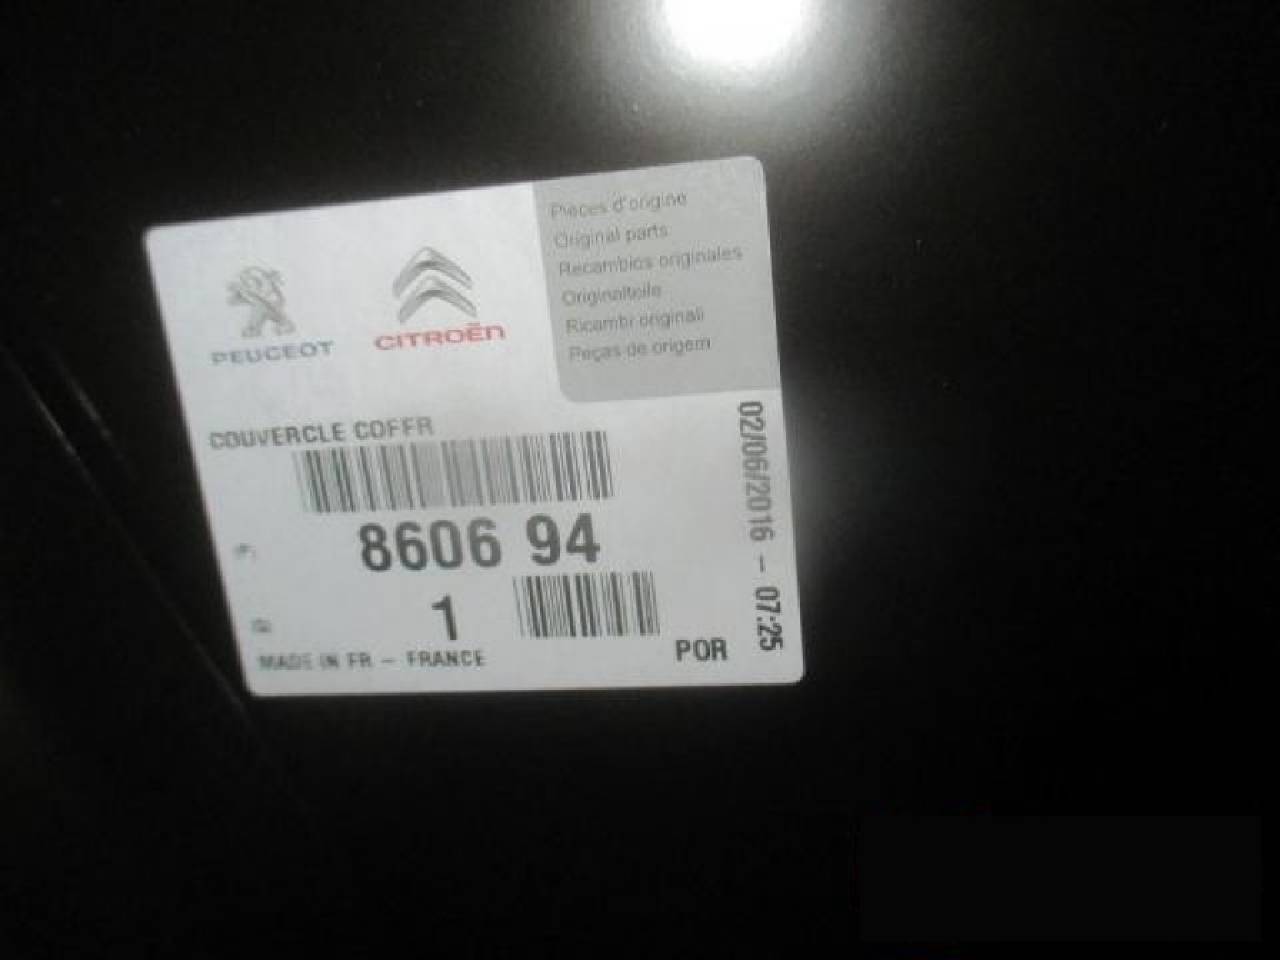 PEUGEOT
CITROËN
Pièces d'origine
Original parts
Recambios originales
Originalteile
Ricambi originali
Peças de origem
COUVERCLE COFFR
8606 94
1
MADE IN FR - FRANCE
POR
02/06/2016 - 07:25